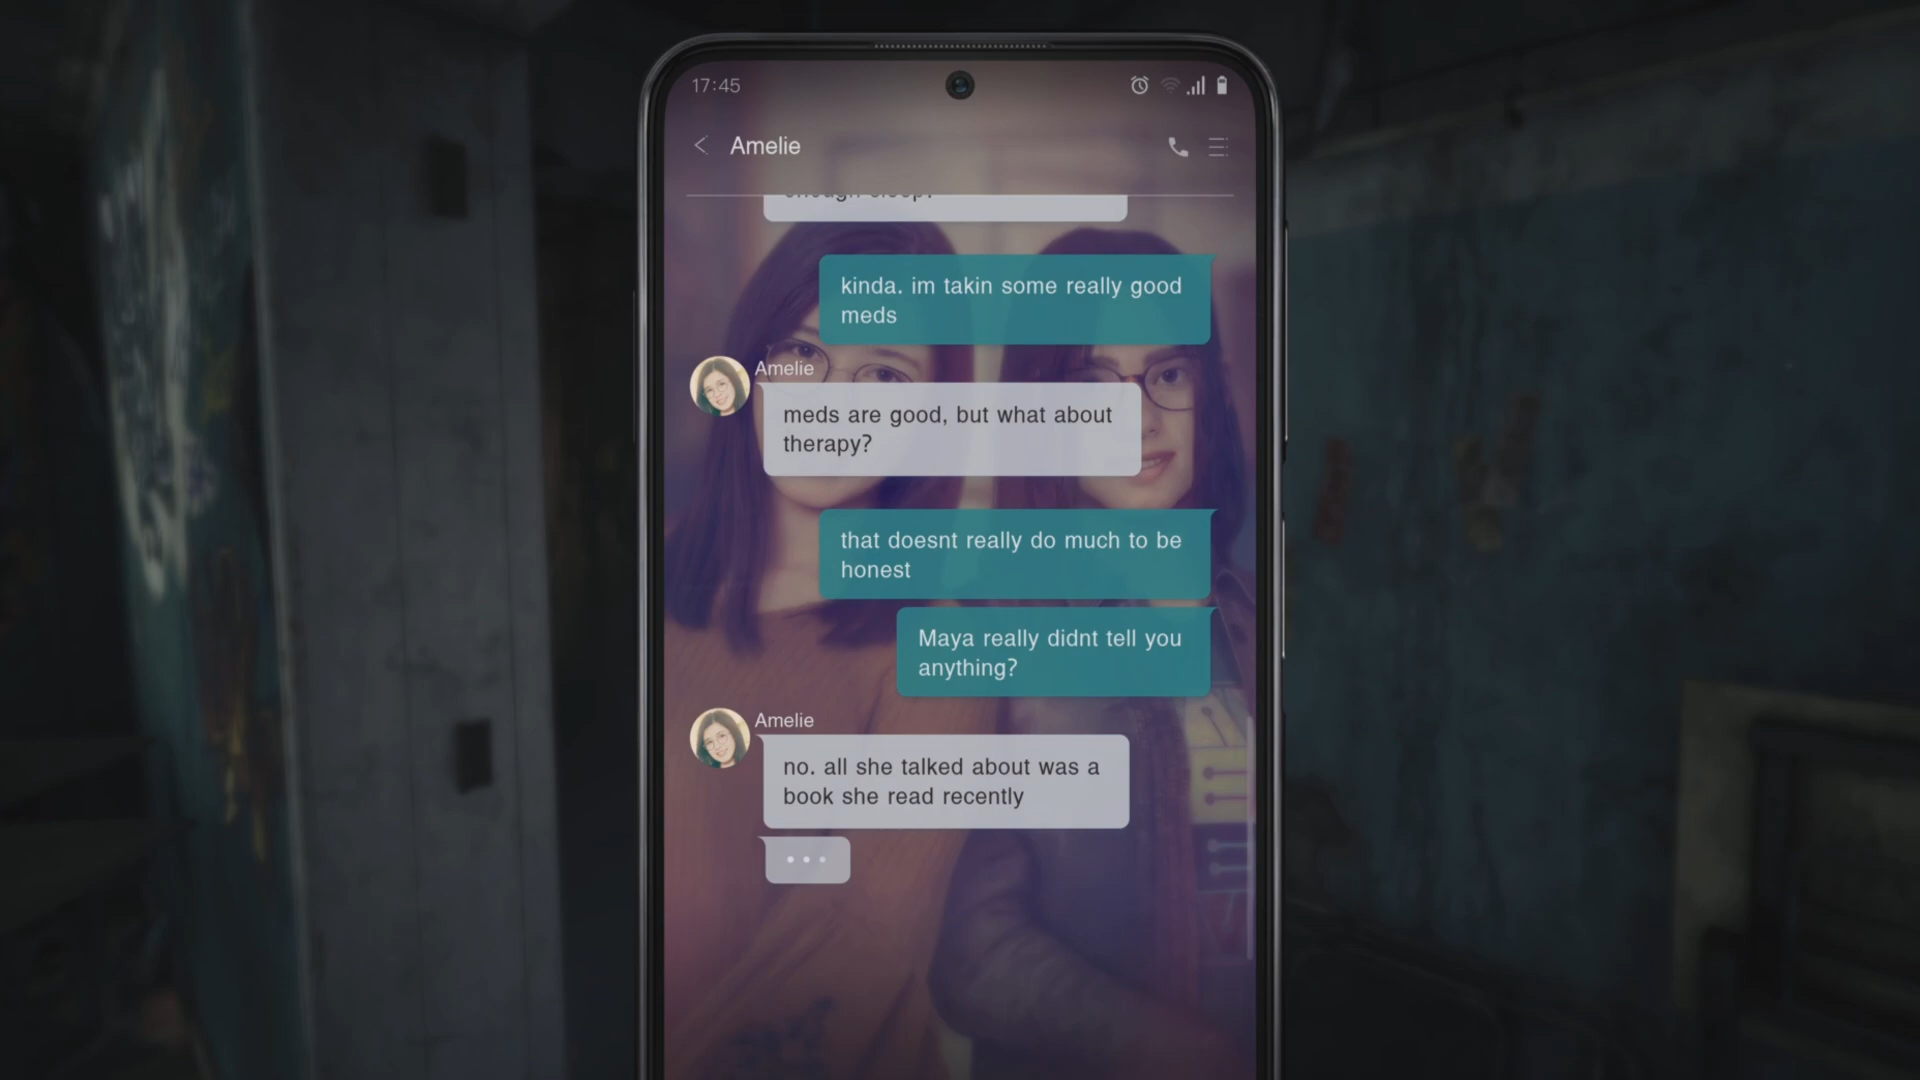 17:45
Amelie
enough sleep?
kinda. im takin some really good
meds
Amelie
meds are good, but what about
therapy?
that doesnt really do much to be
honest
Maya really didnt tell you
anything?
Amelie
no. all she talked about was a
book she read recently
...